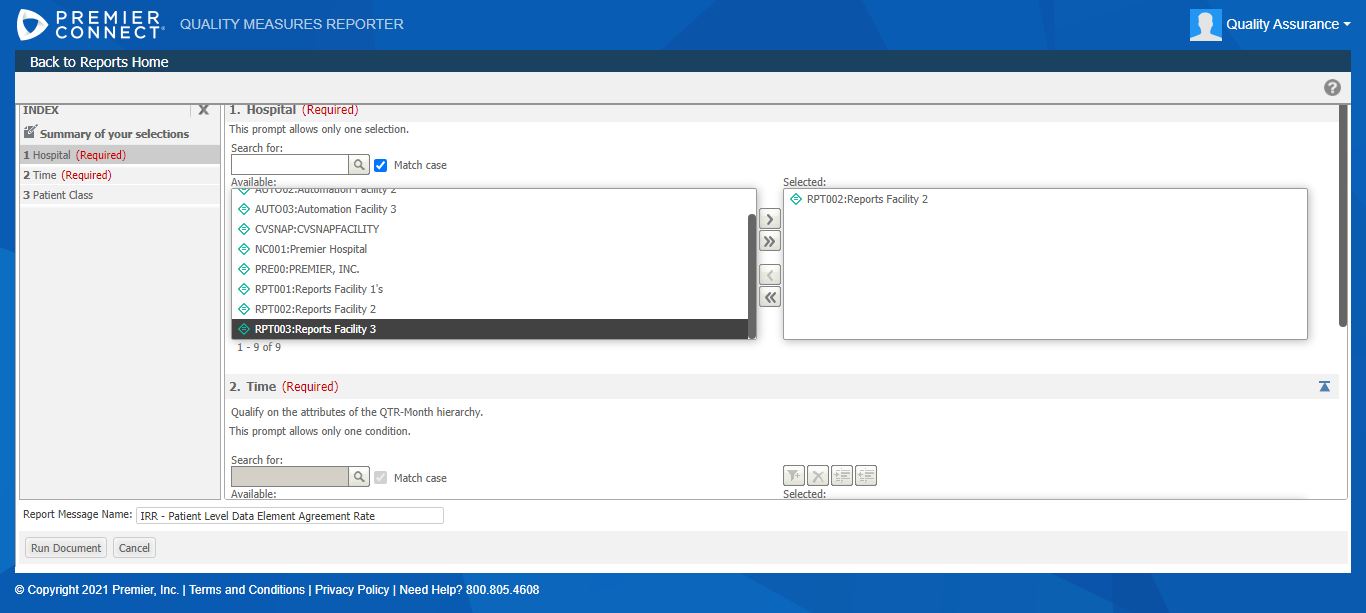 PREMIER CONNECT
QUALITY MEASURES REPORTER
Quality Assurance
Back to Reports Home
INDEX
X
Summary of your selections
1 Hospital (Required)
2 Time (Required)
3 Patient Class
1. Hospital (Required)
This prompt allows only one selection.
Search for:
Match case
Available:
AUTO02:Automation Facility 2
AUTO03:Automation Facility 3
CVSNAP:CVSNAPFACILITY
NC001:Premier Hospital
PRE00:PREMIER, INC.
RPT001:Reports Facility 1's
RPT002:Reports Facility 2
RPT003:Reports Facility 3
1 - 9 of 9
Selected:
RPT002:Reports Facility 2
2. Time (Required)
Qualify on the attributes of the QTR-Month hierarchy.
This prompt allows only one condition.
Search for:
Match case
Available:
Selected:
Report Message Name: IRR - Patient Level Data Element Agreement Rate
Run Document
Cancel
© Copyright 2021 Premier, Inc. | Terms and Conditions | Privacy Policy | Need Help? 800.805.4608